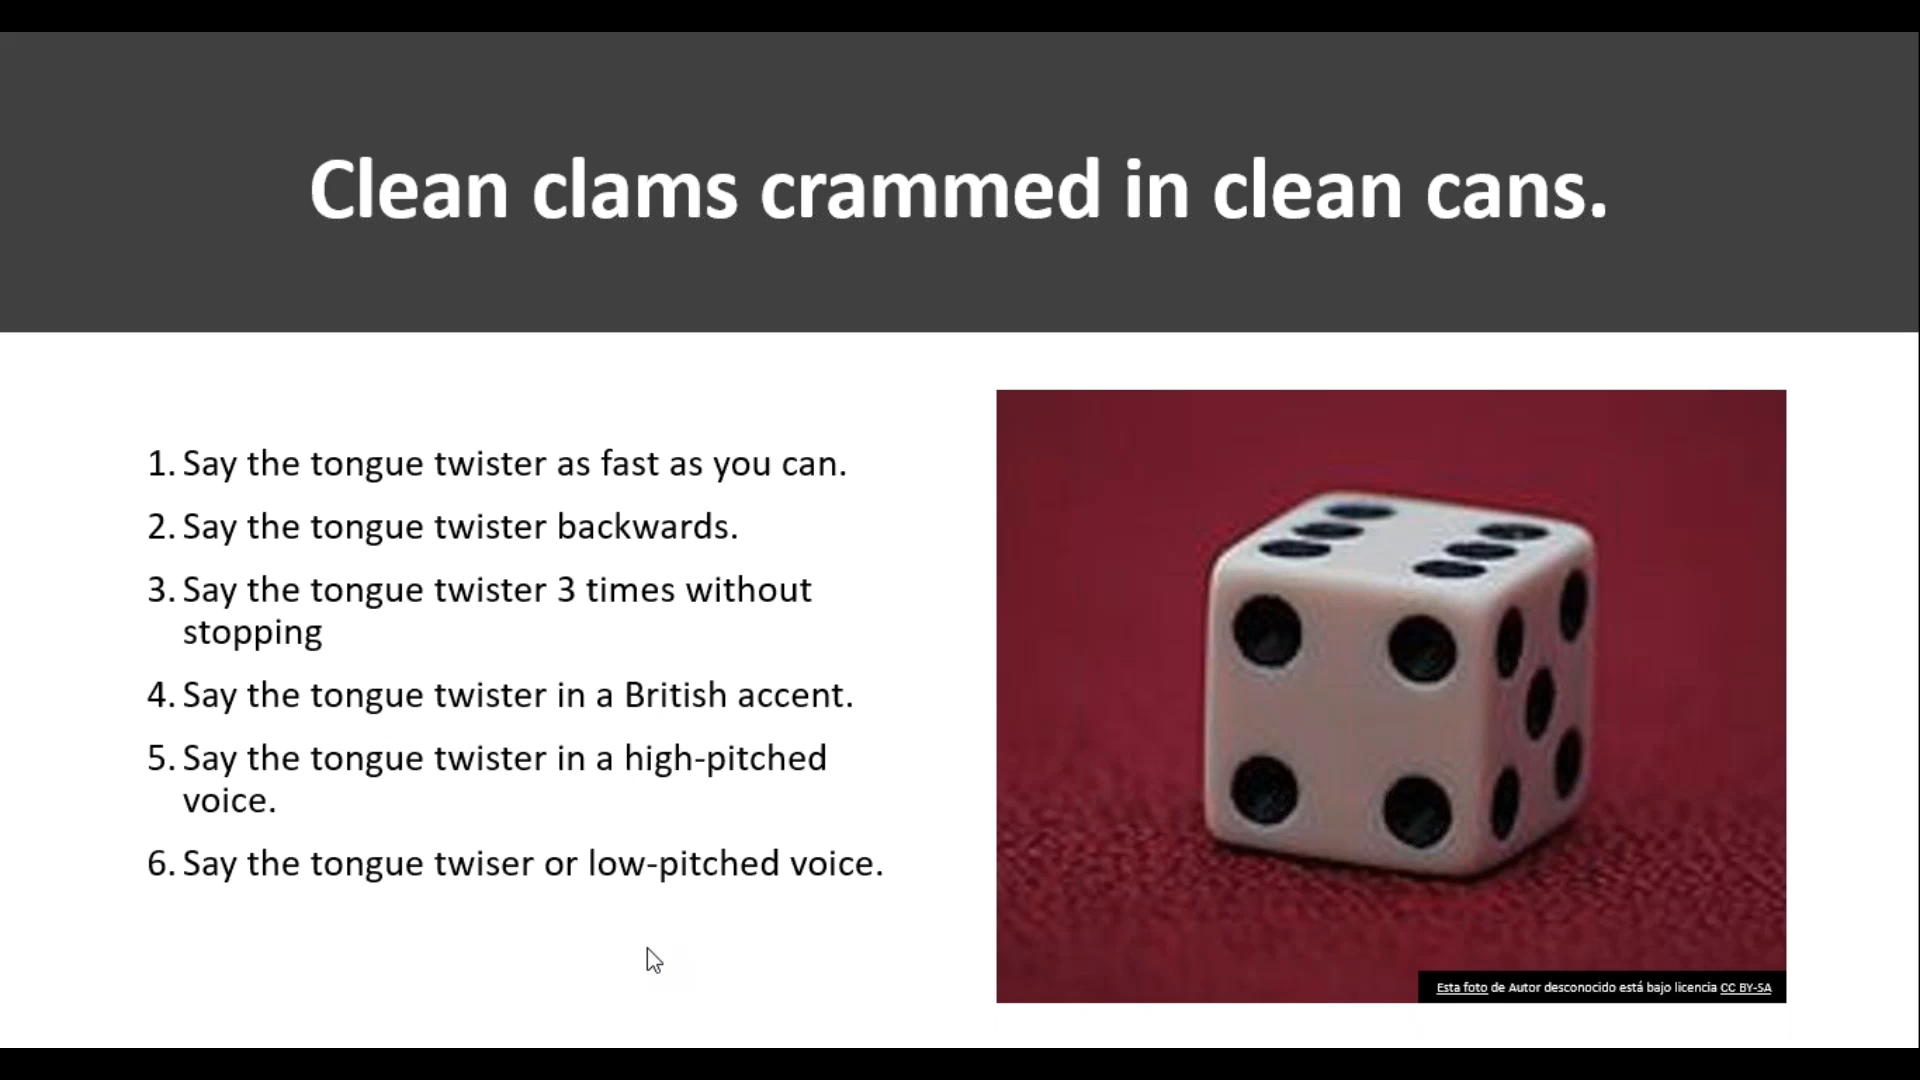 Clean clams crammed in clean cans.
1. Say the tongue twister as fast as you can.
2. Say the tongue twister backwards.
3. Say the tongue twister 3 times without
stopping
4. Say the tongue twister in a British accent.
5. Say the tongue twister in a high-pitched
voice.
6. Say the tongue twiser or low-pitched voice.
Esta foto de Autor desconocido está bajo licencia CC BY-SA